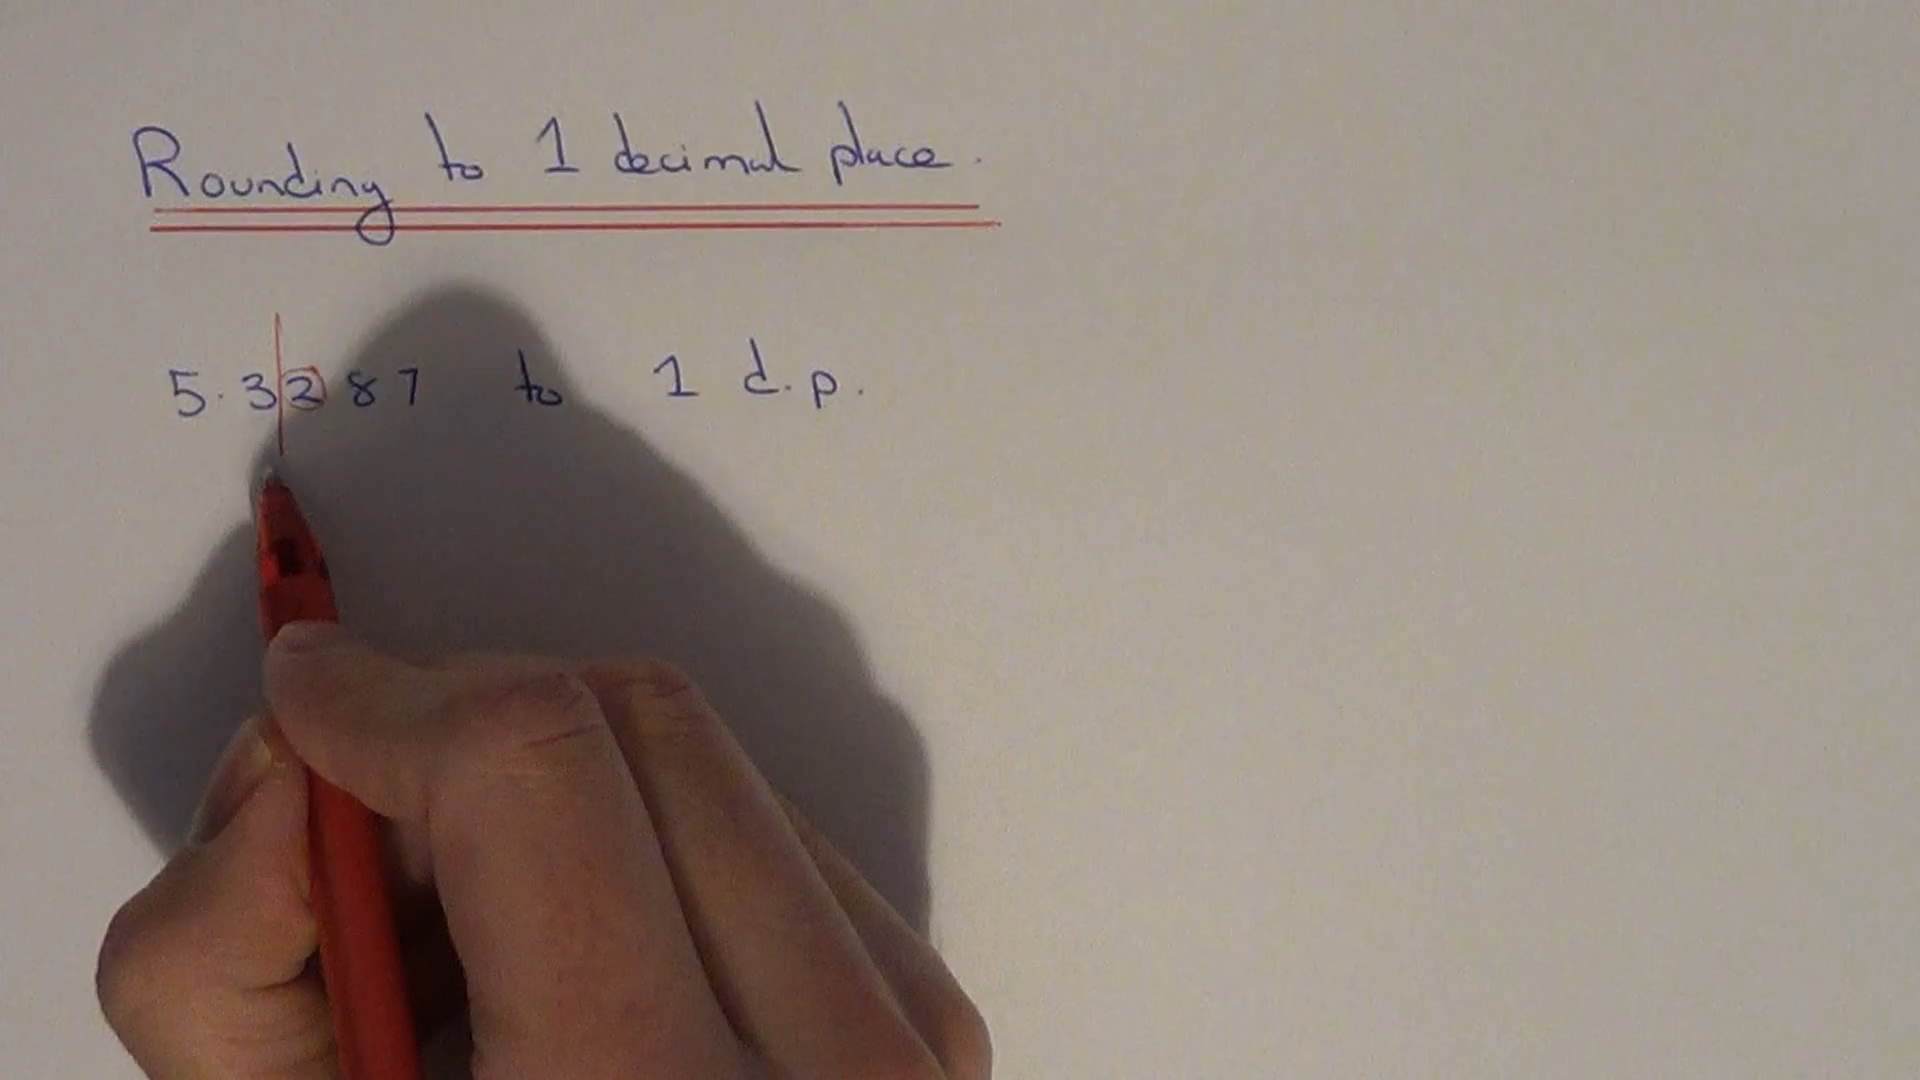 Rounding to 1 decimal place.
5.3287 to 1 d.p.